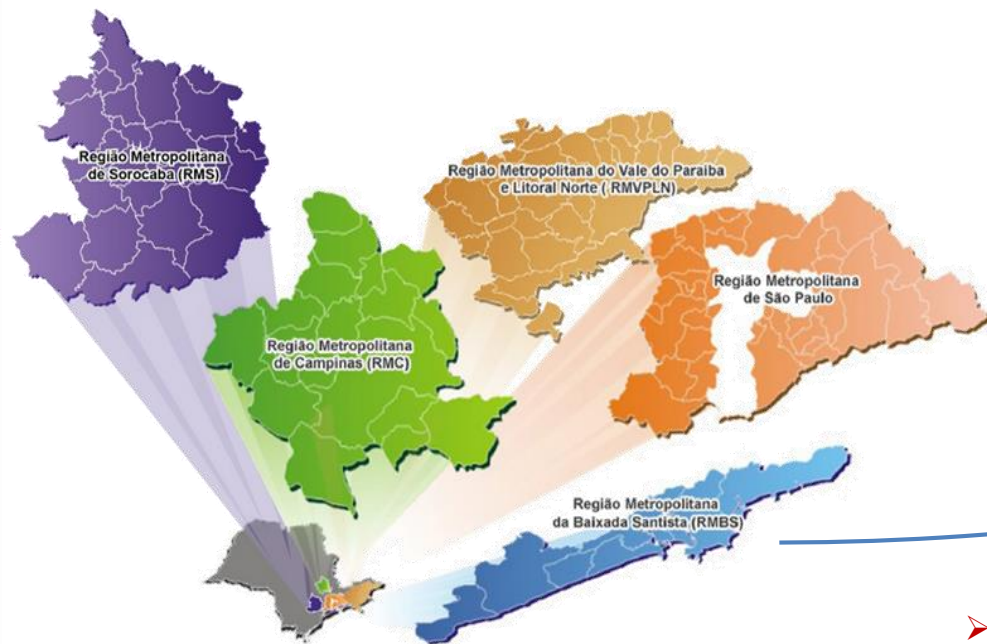 Região Metropolitana
de Sorocaba (RMS)
Região Metropolitana do Vale do Paraiba
e Litoral Norte ( RMVPLN)
Região Metropolitana
de São Paulo
Região Metropolitana
de Campinas (RMC)
Região Metropolitana
da Baixada Santista (RMBS)